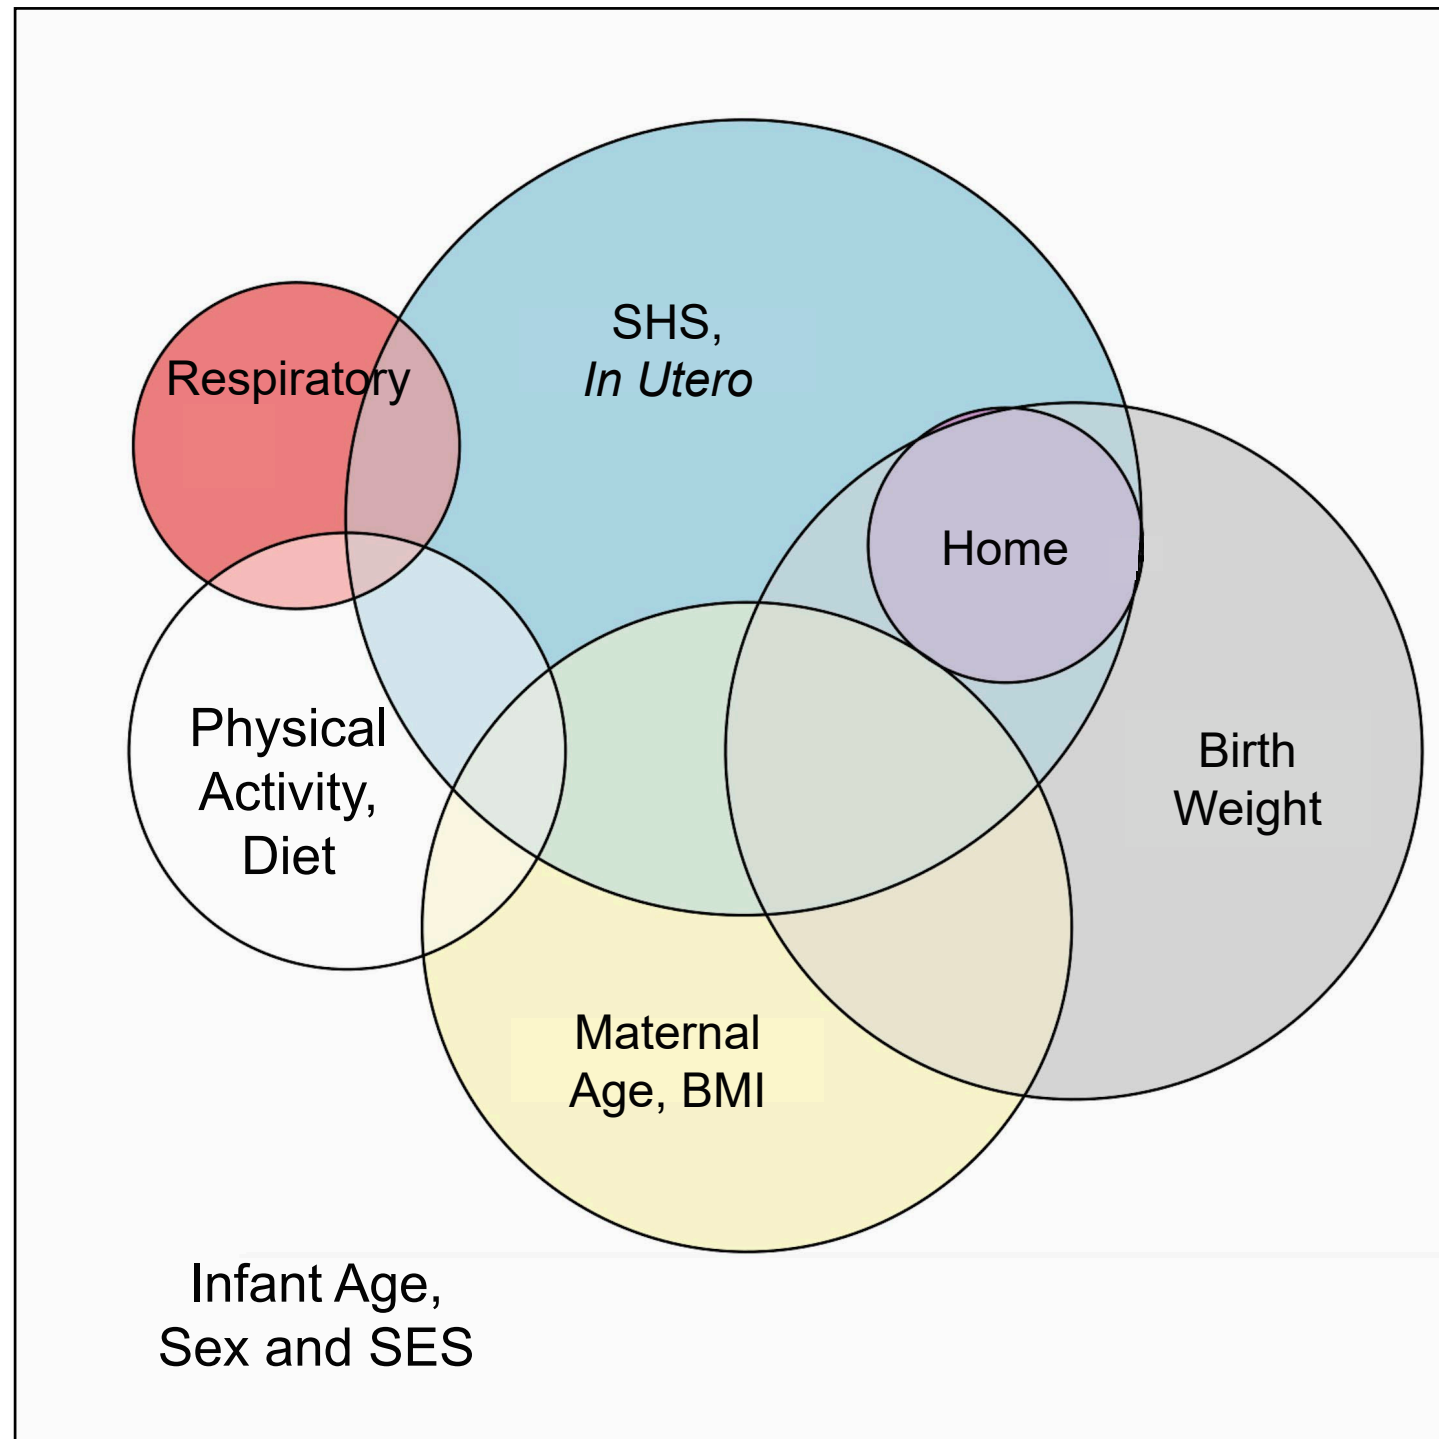 SHS,
In Utero
Respiratory
Home
Physical
Activity,
Diet
Birth
Weight
Maternal
Age, BMI
Infant Age,
Sex and SES